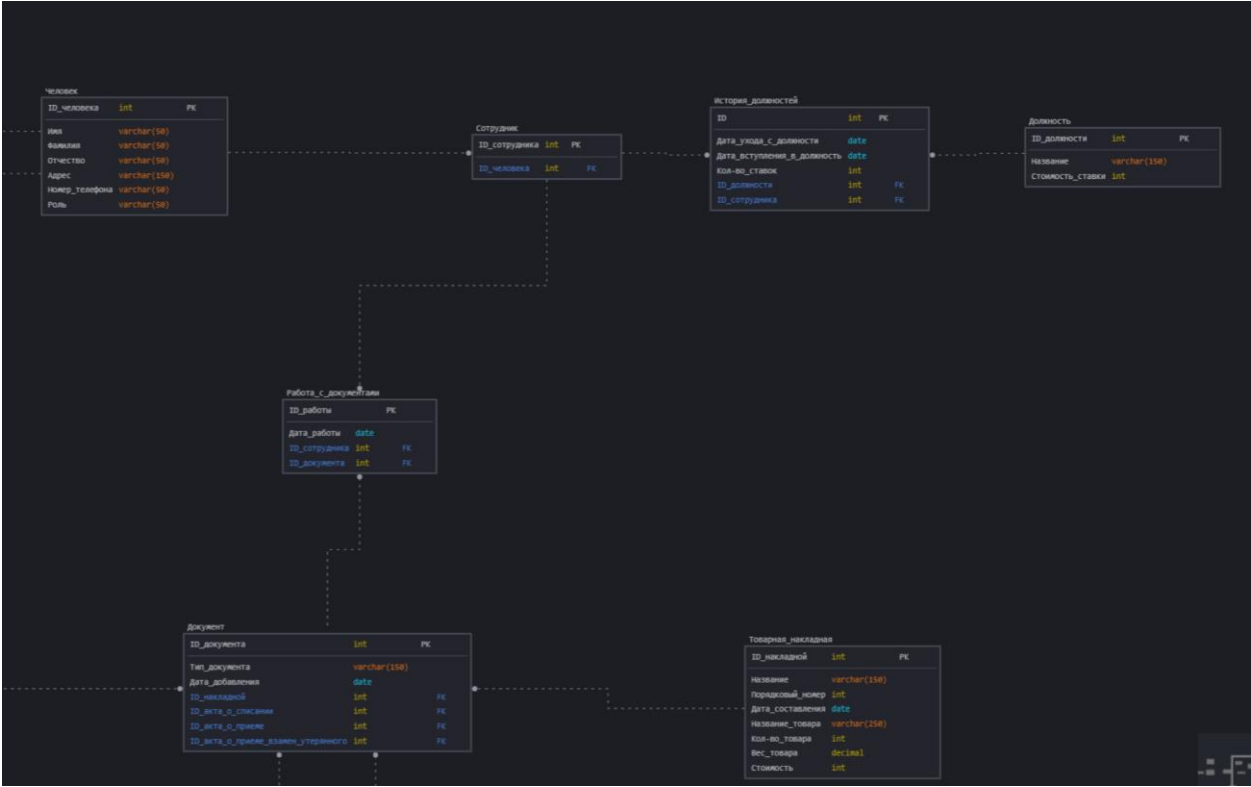 Человек
ID_человека int PK
Имя varchar(50)
Фамилия varchar(50)
Отчество varchar(50)
Адрес varchar(150)
Номер_телефона varchar(50)
Роль varchar(50)
Сотрудник
ID_сотрудника int PK
ID_человека int FK
История_должностей
ID int PK
Дата_ухода_с_должности date
Дата_вступления_в_должность date
Кол-во_ставок int
ID_должности int FK
ID_сотрудника int FK
Должность
ID_должности int PK
Название varchar(150)
Стоимость_ставки int
Работа_с_документами
ID_работы PK
Дата_работы date
ID_сотрудника int FK
ID_документа int FK
Документ
ID_документа int PK
Тип_документа varchar(150)
Дата_добавления date
ID_накладной int FK
ID_акта_о_списании int FK
ID_акта_о_приеме int FK
ID_акта_о_приеме_взамен_утерянного int FK
Товарная_накладная
ID_накладной int PK
Название varchar(150)
Порядковый_номер int
Дата_составления date
Название_товара varchar(250)
Кол-во_товара int
Вес_товара decimal
Стоимость int